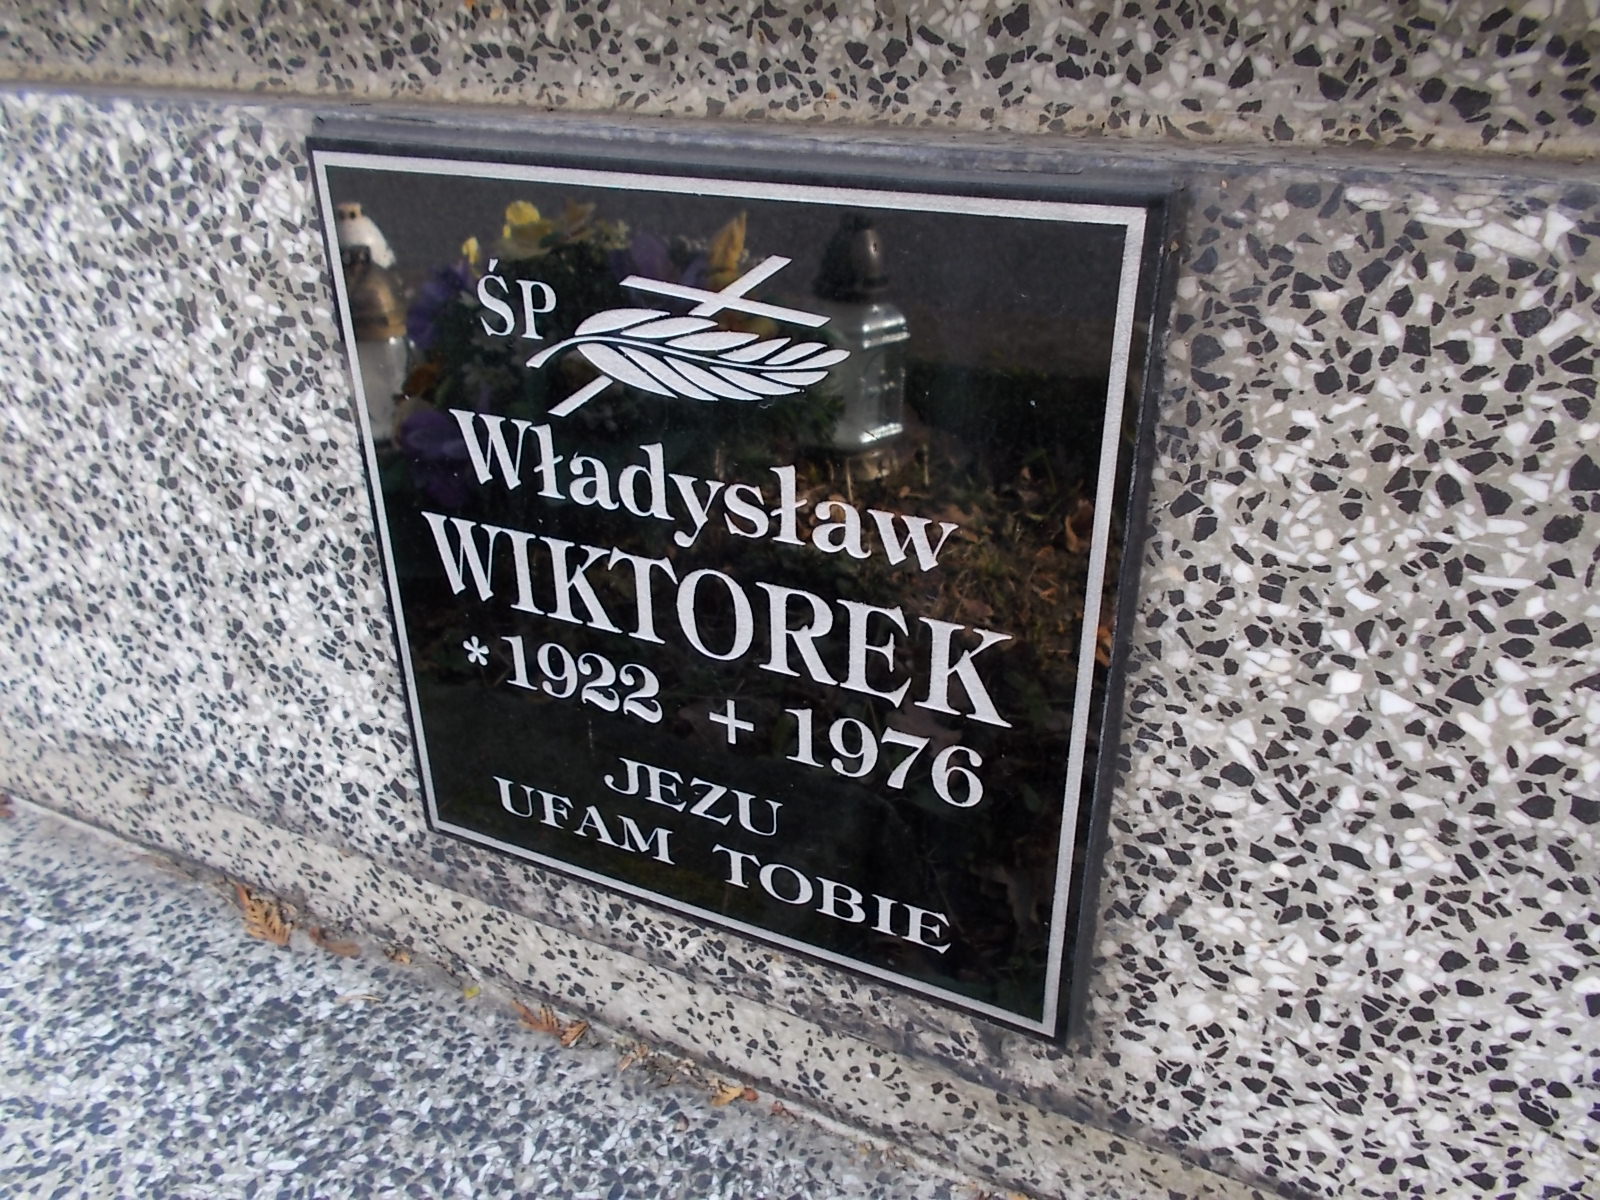 ŚP
Władysław
WIKTOREK
* 1922 + 1976
JEZU
UFAM TOBIE